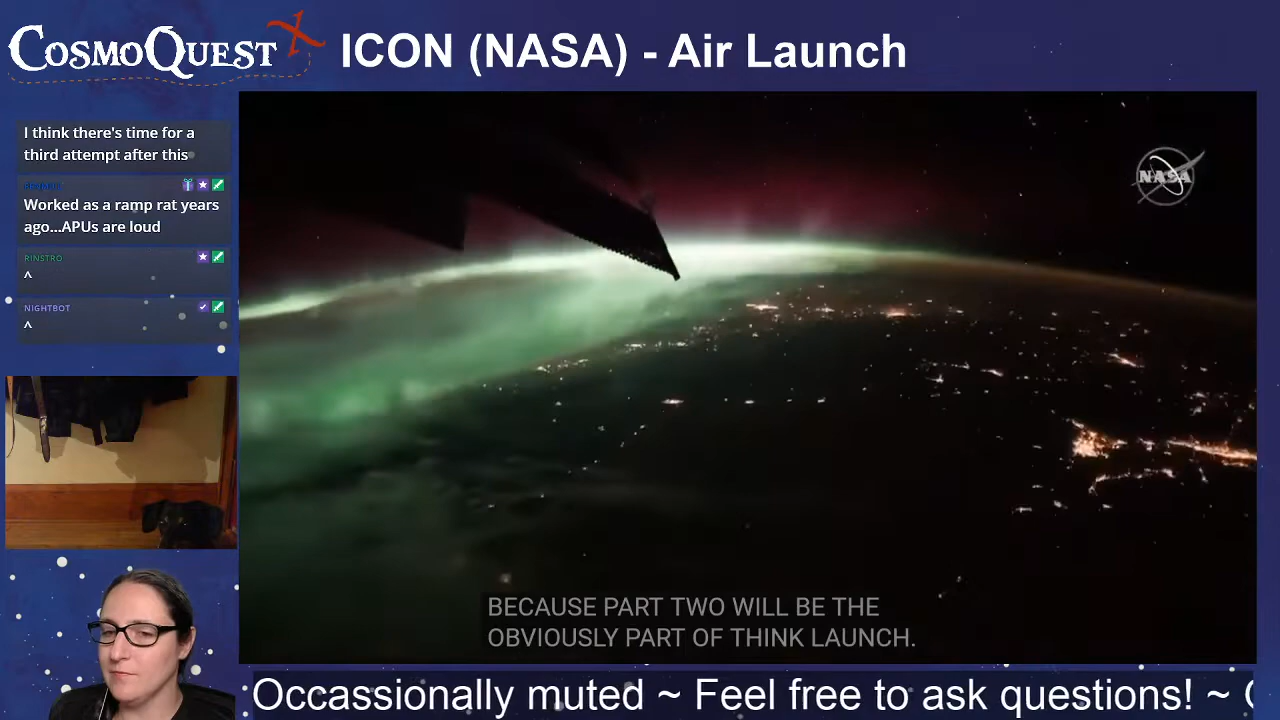 CosmoQuest X
ICON (NASA) - Air Launch
I think there's time for a
third attempt after this
Worked as a ramp rat years
ago...APUs are loud
RINSTRO
^
NIGHTBOT
^
NASA
BECAUSE PART TWO WILL BE THE
OBVIOUSLY PART OF THINK LAUNCH.
Occassionally muted ~ Feel free to ask questions! ~